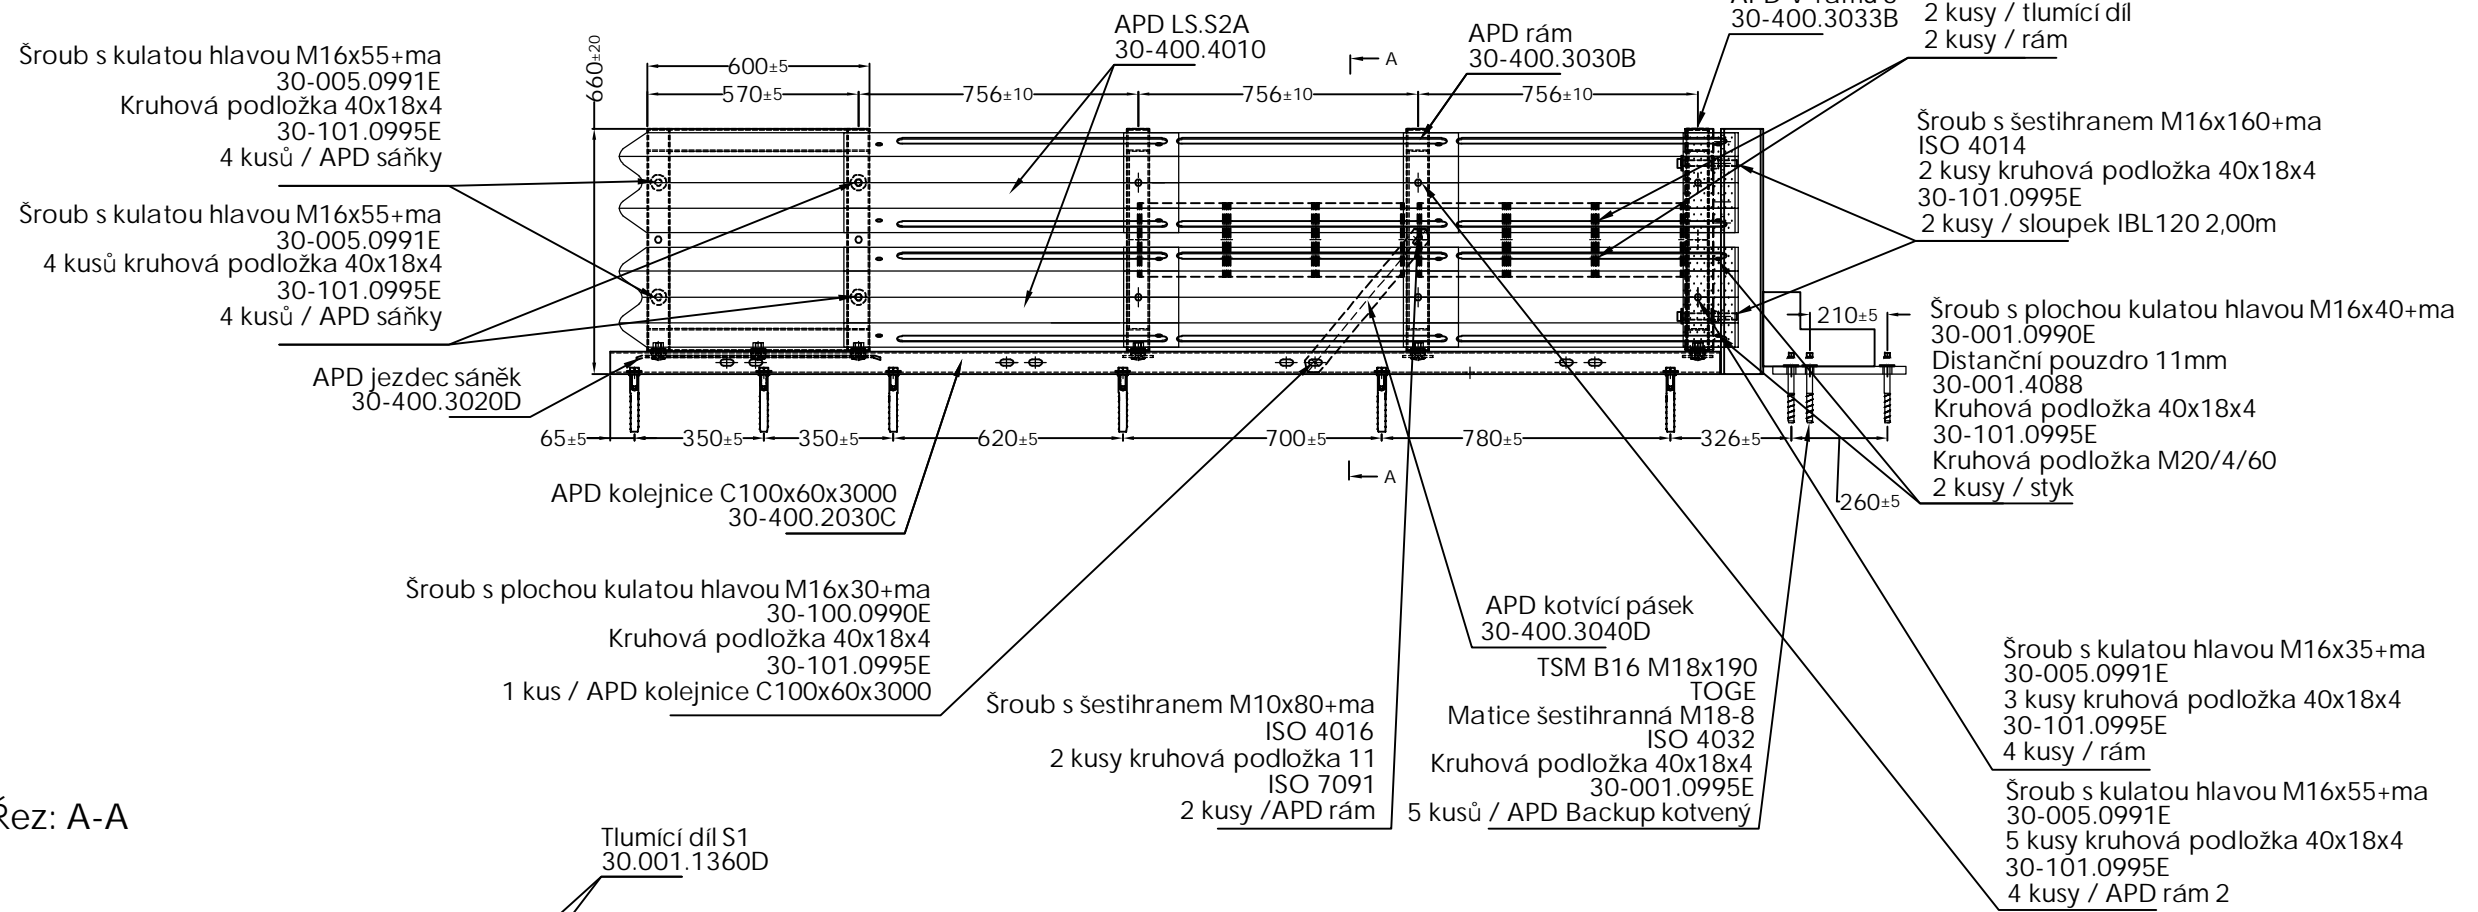 Šroub s kulatou hlavou M16x55+ma
30-005.0991E
Kruhová podložka 40x18x4
30-101.0995E
4 kusů / APD sáňky
Šroub s kulatou hlavou M16x55+ma
30-005.0991E
4 kusů kruhová podložka 40x18x4
30-101.0995E
4 kusů / APD sáňky
APD jezdec sáněk
30-400.3020D
660±20
600±5
570±5
756±10
756±10
756±10
APD LS.S2A
30-400.4010
A
APD rám
30-400.3030B
30-400.3033B
2 kusy / tlumící díl
2 kusy / rám
Šroub s šestihranem M16x160+ma
ISO 4014
2 kusy kruhová podložka 40x18x4
30-101.0995E
2 kusy / sloupek IBL120 2,00m
210±5
Šroub s plochou kulatou hlavou M16x40+ma
30-001.0990E
Distanční pouzdro 11mm
30-001.4088
Kruhová podložka 40x18x4
30-101.0995E
Kruhová podložka M20/4/60
2 kusy / styk
65±5
350±5
350±5
620±5
700±5
780±5
326±5
260±5
A
APD kolejnice C100x60x3000
30-400.2030C
Šroub s plochou kulatou hlavou M16x30+ma
30-100.0990E
Kruhová podložka 40x18x4
30-101.0995E
1 kus / APD kolejnice C100x60x3000
Šroub s šestihranem M10x80+ma
ISO 4016
2 kusy kruhová podložka 11
ISO 7091
2 kusy /APD rám
APD kotvící pásek
30-400.3040D
TSM B16 M18x190
TOGE
Matice šestihranná M18-8
ISO 4032
Kruhová podložka 40x18x4
30-001.0995E
5 kusů / APD Backup kotvený
Šroub s kulatou hlavou M16x35+ma
30-005.0991E
3 kusy kruhová podložka 40x18x4
30-101.0995E
4 kusy / rám
Šroub s kulatou hlavou M16x55+ma
30-005.0991E
5 kusy kruhová podložka 40x18x4
30-101.0995E
4 kusy / APD rám 2
Řez: A-A
Tlumící díl S1
30.001.1360D